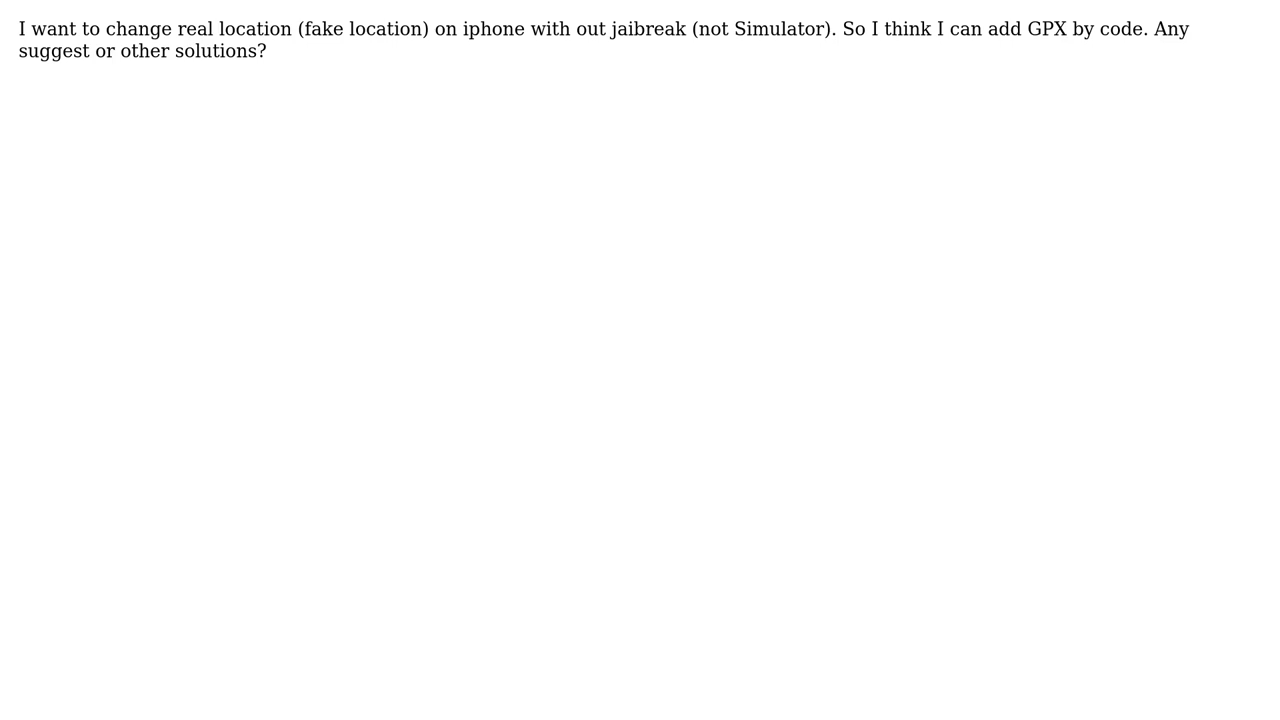 I want to change real location (fake location) on iphone with out jaibreak (not Simulator). So I think I can add GPX by code. Any
suggest or other solutions?